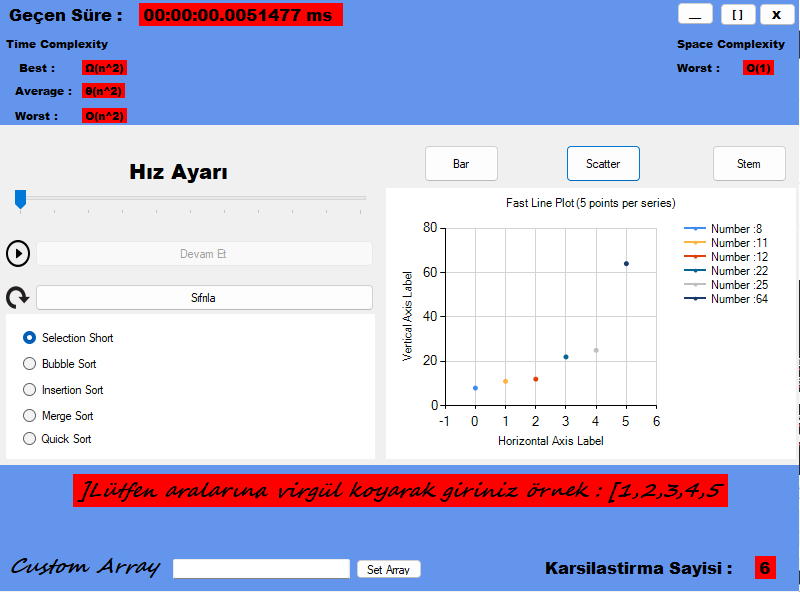 Geçen Süre : 00:00:00.0051477 ms
[] X
Time Complexity
Space Complexity
Best : Ω(n^2)
Worst : O(1)
Average : θ(n^2)
Worst : O(n^2)
Hız Ayarı
Bar Scatter Stem
Devam Et
Sıfırla
Selection Short
Bubble Sort
Insertion Sort
Merge Sort
Quick Sort
Fast Line Plot (5 points per series)
Vertical Axis Label
80
60
40
20
0
-1 0 1 2 3 4 5 6
Horizontal Axis Label
Number :8
Number :11
Number :12
Number :22
Number :25
Number :64
]Lütfen aralarına virgül koyarak giriniz örnek : [1,2,3,4,5
Custom Array
Set Array
Karsilastirma Sayisi : 6